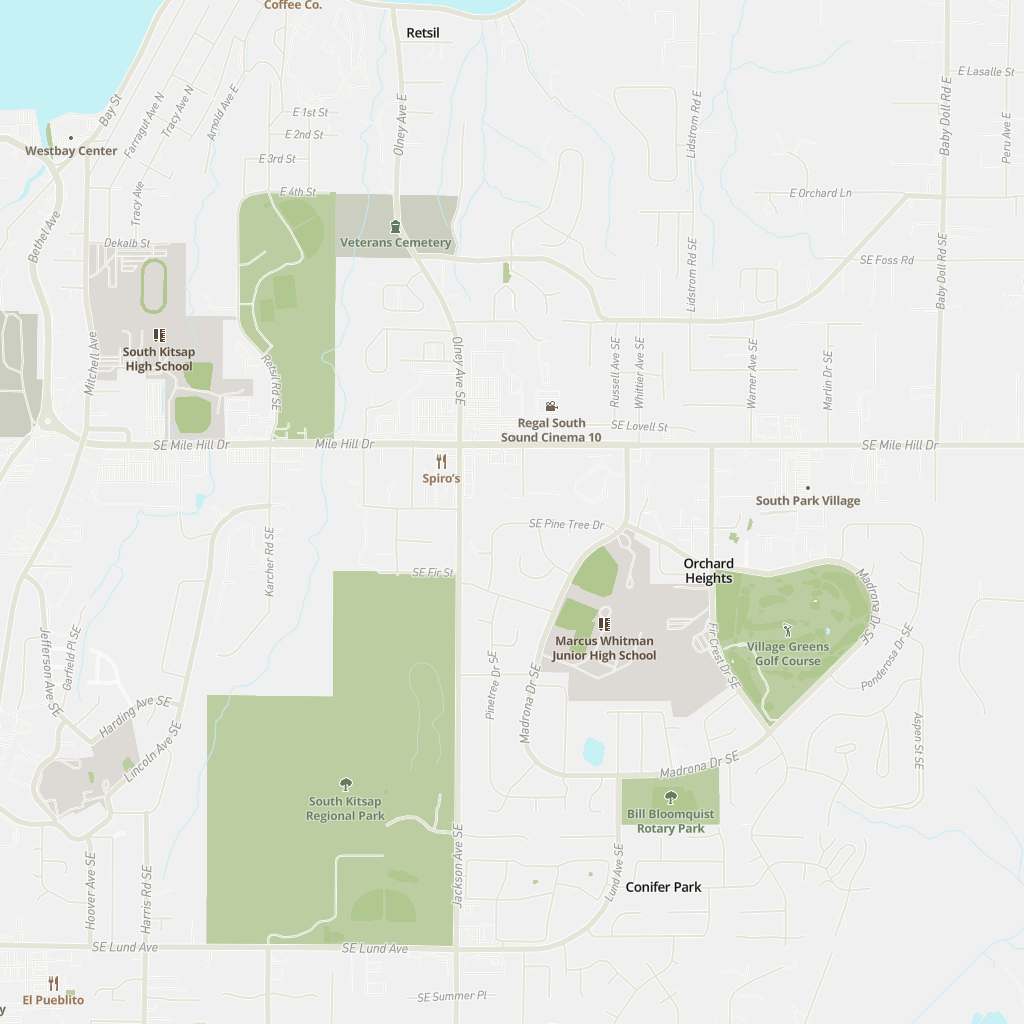 Coffee Co.
Retsil
E Lasalle St
Bay St
Farragut Ave N
Tracy Ave N
Arnold Ave E
E 1st St
Olney Ave E
Lidstrom Rd E
Baby Doll Rd E
Peru Ave E
E 2nd St
Westbay Center
E 3rd St
E 4th St
Tracy Ave
E Orchard Ln
Bethel Ave
Veterans Cemetery
Dekalb St
Lidstrom Rd SE
SE Foss Rd
Baby Doll Rd SE
South Kitsap
High School
Mitchell Ave
Retsil Rd SE
Olney Ave SE
Russell Ave SE
Whittier Ave SE
Warner Ave SE
Marlin Dr SE
Regal South
Sound Cinema 10
SE Lovell St
SE Mile Hill Dr
Mile Hill Dr
SE Mile Hill Dr
Spiro's
South Park Village
SE Pine Tree Dr
Karcher Rd SE
SE Fir St
Orchard
Heights
Madrona Dr SE
Jefferson Ave SE
Garfield Pl SE
Marcus Whitman
Junior High School
Fir Crest Dr SE
Village Greens
Golf Course
Ponderosa Dr SE
Pinetree Dr SE
Madrona Dr SE
Harding Ave SE
Lincoln Ave SE
Aspen St SE
Madrona Dr SE
South Kitsap
Regional Park
Bill Bloomquist
Rotary Park
Jackson Ave SE
Lund Ave SE
Conifer Park
Hoover Ave SE
Harris Rd SE
SE Lund Ave
SE Lund Ave
El Pueblito
SE Summer Pl
y